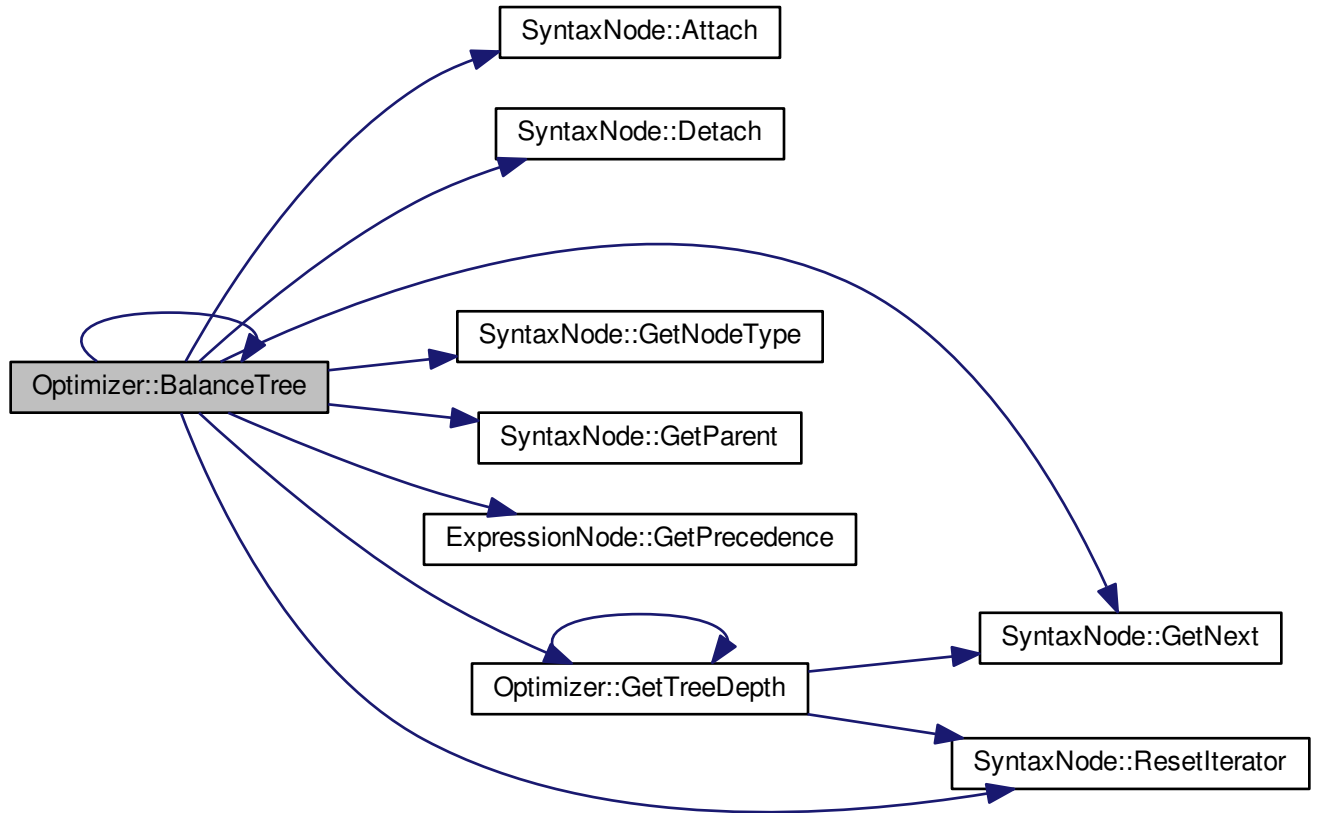 SyntaxNode::Attach
SyntaxNode::Detach
SyntaxNode::GetNodeType
Optimizer::BalanceTree
SyntaxNode::GetParent
ExpressionNode::GetPrecedence
SyntaxNode::GetNext
Optimizer::GetTreeDepth
SyntaxNode::ResetIterator